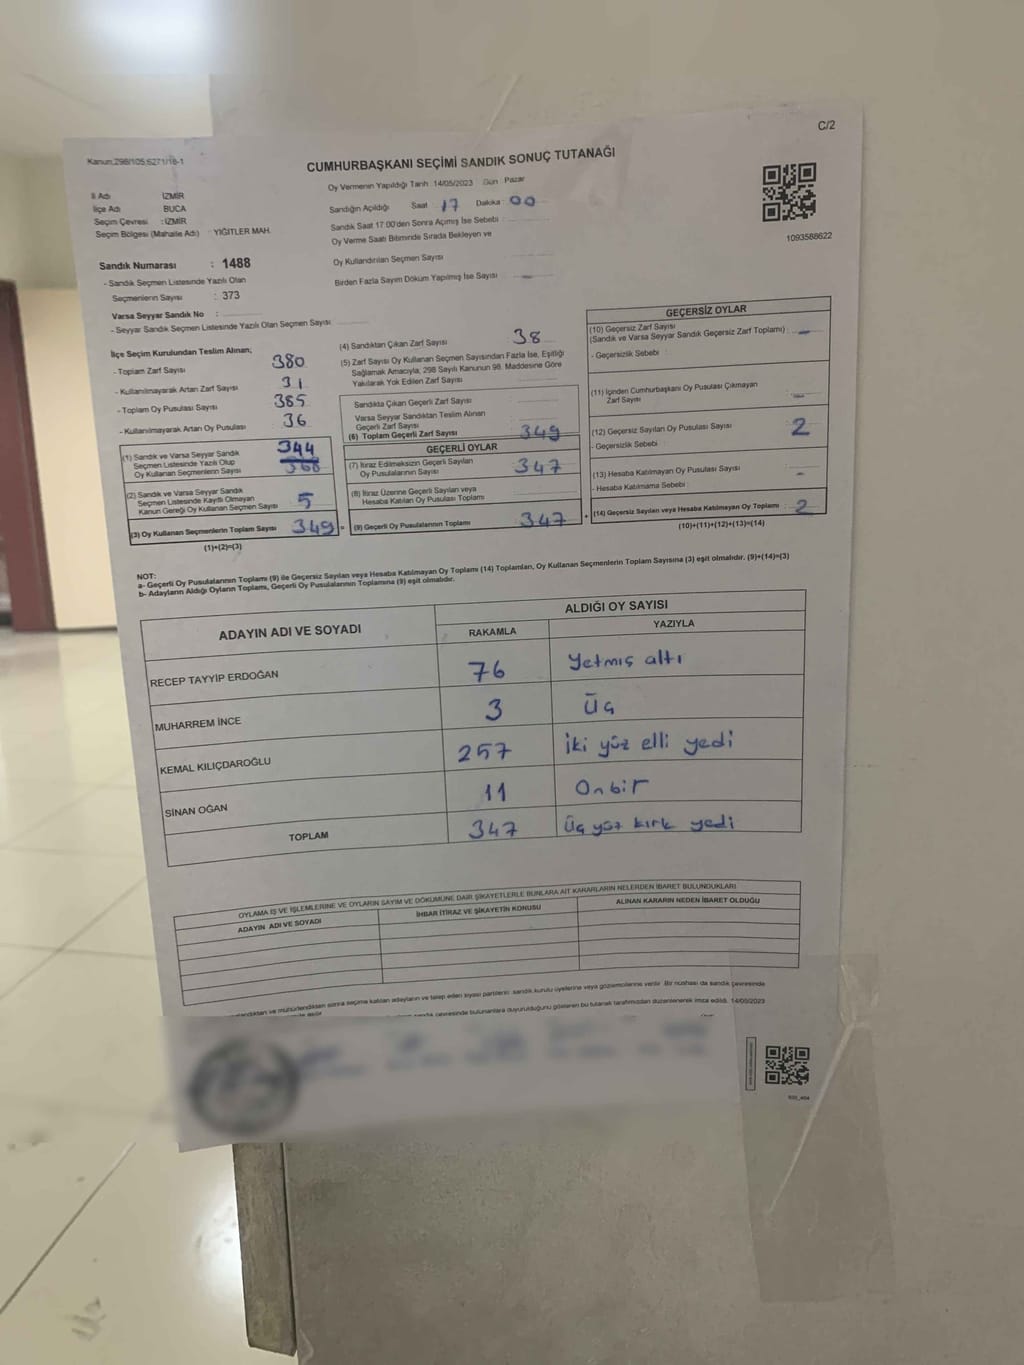 C/2
Kanun:298/105,6271/18-1
CUMHURBAŞKANI SEÇİMİ SANDIK SONUÇ TUTANAĞI
İl Adı İZMİR
İlçe Adı BUCA
Seçim Çevresi : İZMİR
Seçim Bölgesi (Mahalle Adı) : YİĞİTLER MAH.
Oy Vermenin Yapıldığı Tarih :14/05/2023 Gün : Pazar
Sandığın Açıldığı Saat 17 Dakika : 00
Sandık Saat 17:00'den Sonra Açımış İse Sebebi :
Oy Verme Saati Bitiminde Sırada Bekleyen ve
Oy Kullandırılan Seçmen Sayısı
Birden Fazla Sayım Döküm Yapılmış İse Sayısı -
1093588622
Sandık Numarası : 1488
- Sandık Seçmen Listesinde Yazılı Olan
Seçmenlerin Sayısı : 373
Varsa Seyyar Sandık No :
- Seyyar Sandık Seçmen Listesinde Yazılı Olan Seçmen Sayısı
İlçe Seçim Kurulundan Teslim Alınan;
- Toplam Zarf Sayısı 380
- Kullanılmayarak Artan Zarf Sayısı 31
- Toplam Oy Pusulası Sayısı 385
- Kullanılmayarak Artan Oy Pusulası 36
(1) Sandık ve Varsa Seyyar Sandık
Seçmen Listesinde Yazılı Olup
Oy Kullanan Seçmenlerin Sayısı 344
(2) Sandık ve Varsa Seyyar Sandık
Seçmen Listesinde Kayıtlı Olmayan
Kanun Gereği Oy Kullanan Seçmen Sayısı 5
(3) Oy Kullanan Seçmenlerin Toplam Sayısı 349 =
(1)+(2)=(3)
(4) Sandıktan Çıkan Zarf Sayısı 38
(5) Zarf Sayısı Oy Kullanan Seçmen Sayısından Fazla İse, Eşitliği
Sağlamak Amacıyla; 298 Sayılı Kanunun 98. Maddesine Göre
Yakılarak Yok Edilen Zarf Sayısı
Sandıkta Çıkan Geçerli Zarf Sayısı
Varsa Seyyar Sandıktan Teslim Alınan
Geçerli Zarf Sayısı
(6) Toplam Geçerli Zarf Sayısı 349
GEÇERLİ OYLAR
(7) İtiraz Edilmeksizin Geçerli Sayılan
Oy Pusulalarının Sayısı 347
(8) İtiraz Üzerine Geçerli Sayılan veya
Hesaba Katılan Oy Pusulası Toplamı
(9) Geçerli Oy Pusulalarının Toplamı 347 +
GEÇERSİZ OYLAR
(10) Geçersiz Zarf Sayısı
(Sandık ve Varsa Seyyar Sandık Geçersiz Zarf Toplamı) : -
- Geçersizlik Sebebi :
(11) İçinden Cumhurbaşkanı Oy Pusulası Çıkmayan
Zarf Sayısı -
(12) Geçersiz Sayılan Oy Pusulası Sayısı 2
- Geçersizlik Sebebi :
(13) Hesaba Katılmayan Oy Pusulası Sayısı -
- Hesaba Katılmama Sebebi :
(14) Geçersiz Sayılan veya Hesaba Katılmayan Oy Toplamı : 2
(10)+(11)+(12)+(13)=(14)
NOT:
a- Geçerli Oy Pusulalarının Toplamı (9) ile Geçersiz Sayılan veya Hesaba Katılmayan Oy Toplamı (14) Toplamları, Oy Kullanan Seçmenlerin Toplam Sayısına (3) eşit olmalıdır. (9)+(14)=(3)
b- Adayların Aldığı Oyların Toplamı, Geçerli Oy Pusulalarının Toplamına (9) eşit olmalıdır.
ADAYIN ADI VE SOYADI ALDIĞI OY SAYISI
RAKAMLA YAZIYLA
RECEP TAYYİP ERDOĞAN 76 Yetmiş altı
MUHARREM İNCE 3 Üç
KEMAL KILIÇDAROĞLU 257 iki yüz elli yedi
SİNAN OĞAN 11 Onbir
TOPLAM 347 Üç yüz kırk yedi
OYLAMA İŞ VE İŞLEMLERİNE VE OYLARIN SAYIM VE DÖKÜMÜNE DAİR ŞİKAYETLERLE BUNLARA AİT KARARLARIN NELERDEN İBARET BULUNDUKLARI
ADAYIN ADI VE SOYADI İHBAR İTİRAZ VE ŞİKAYETİN KONUSU ALINAN KARARIN NEDEN İBARET OLDUĞU
ve mühürlendikten sonra seçime katılan adayların ve talep eden siyasi partilerin sandık kurulu üyelerine veya gözlemcilerine verilir. Bir nüshası da sandık çevresinde
sandık çevresinde bulunanlara duyurulduğunu gösteren bu tutanak tarafımızdan düzenlenerek imza edildi. 14/05/2023